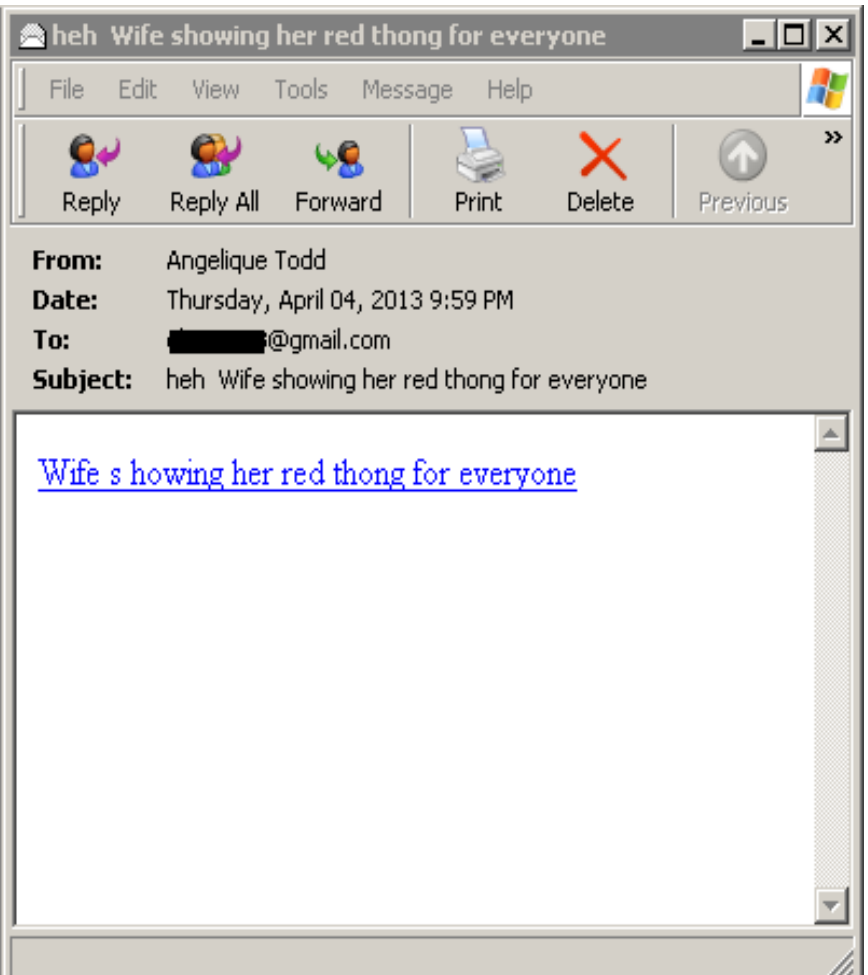 heh  Wife showing her red thong for everyone
File Edit View Tools Message Help
Reply Reply All Forward Print Delete Previous »
From: Angelique Todd
Date: Thursday, April 04, 2013 9:59 PM
To: @gmail.com
Subject: heh  Wife showing her red thong for everyone
Wife s howing her red thong for everyone